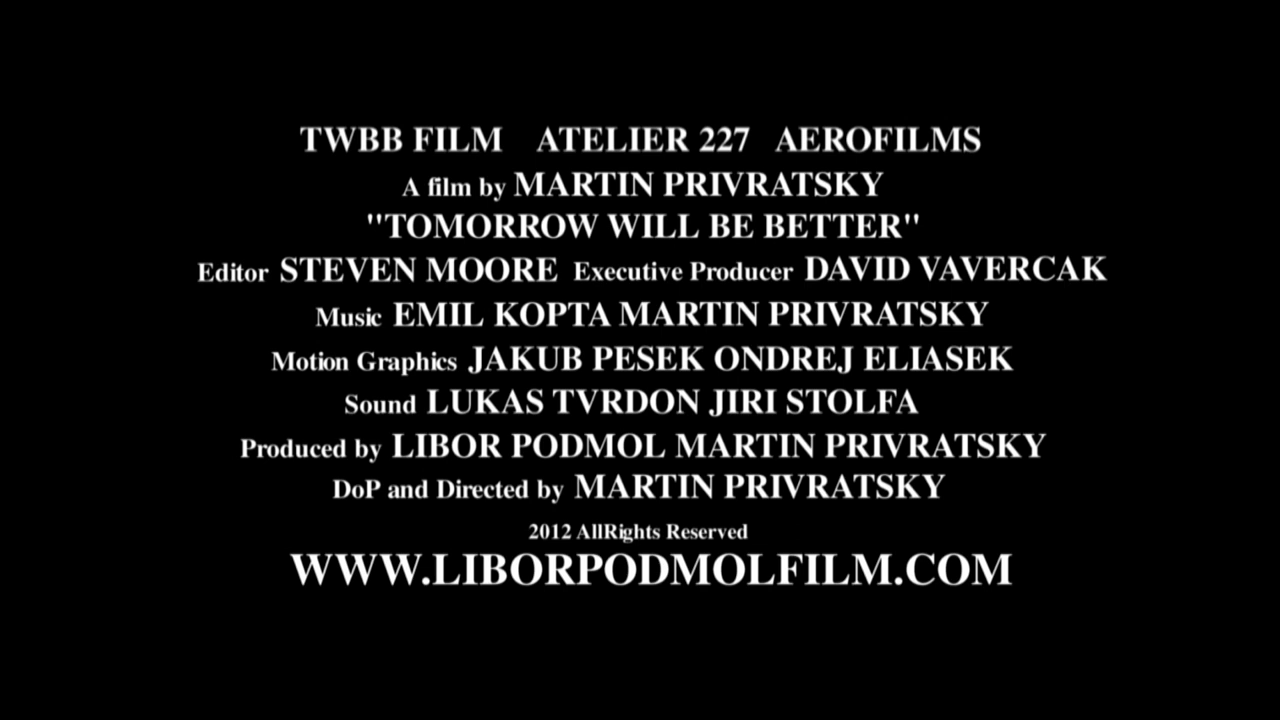 TWBB FILM ATELIER 227 AEROFILMS
A film by MARTIN PRIVRATSKY
"TOMORROW WILL BE BETTER"
Editor STEVEN MOORE Executive Producer DAVID VAVERCAK
Music EMIL KOPTA MARTIN PRIVRATSKY
Motion Graphics JAKUB PESEK ONDREJ ELIASEK
Sound LUKAS TVRDON JIRI STOLFA
Produced by LIBOR PODMOL MARTIN PRIVRATSKY
DoP and Directed by MARTIN PRIVRATSKY
2012 AllRights Reserved
WWW.LIBORPODMOLFILM.COM